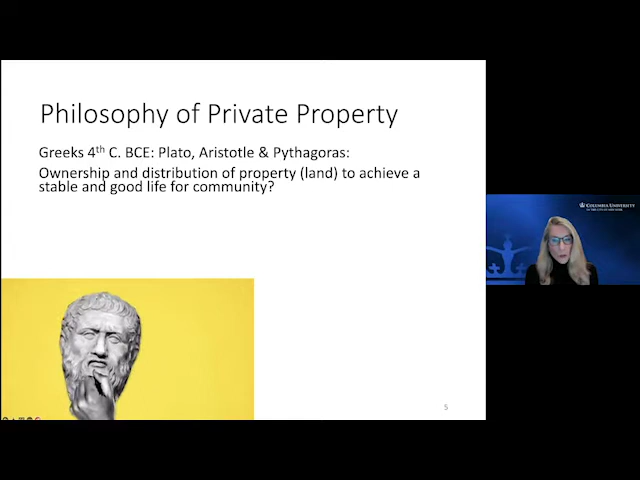 Philosophy of Private Property
Greeks 4th C. BCE: Plato, Aristotle & Pythagoras:
Ownership and distribution of property (land) to achieve a
stable and good life for community?
5
COLUMBIA UNIVERSITY